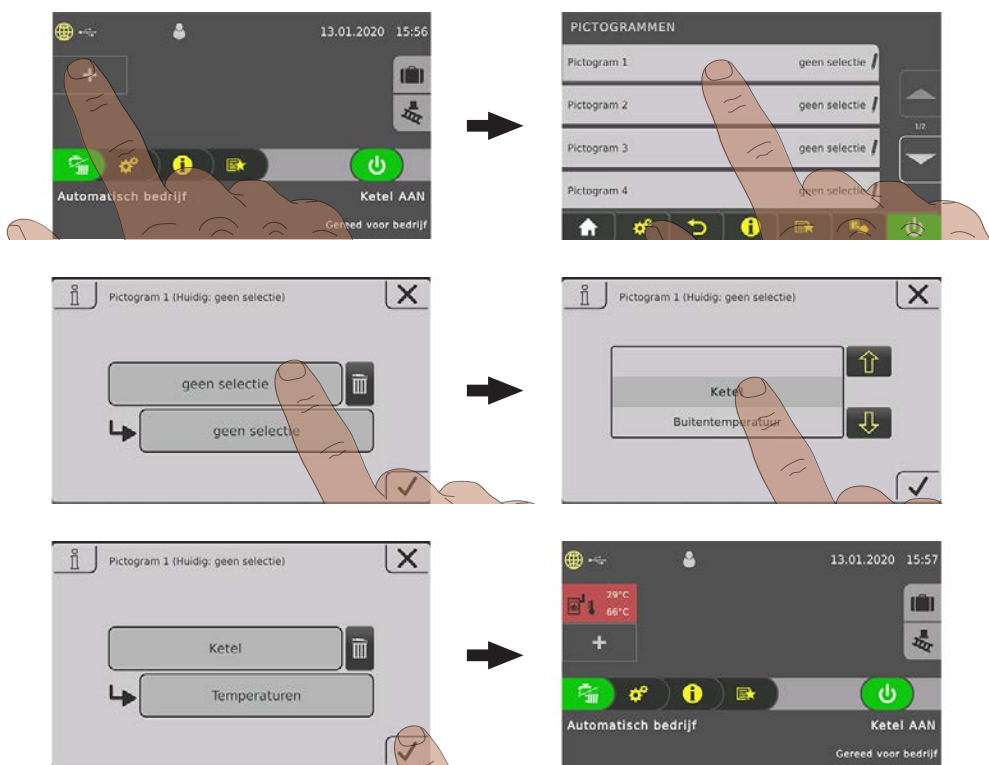 13.01.2020 15:56
+
Automatisch bedrijf
Ketel AAN
Gereed voor bedrijf
PICTOGRAMMEN
Pictogram 1 geen selectie
Pictogram 2 geen selectie
1/2
Pictogram 3 geen selectie
Pictogram 4 geen selectie
Pictogram 1 (Huidig: geen selectie)
geen selectie
geen selectie
Pictogram 1 (Huidig: geen selectie)
Ketel
Buitentemperatuur
Pictogram 1 (Huidig: geen selectie)
Ketel
Temperaturen
13.01.2020 15:57
29°C
66°C
+
Automatisch bedrijf
Ketel AAN
Gereed voor bedrijf